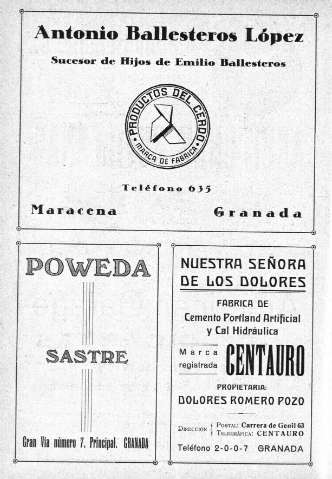 Antonio Ballesteros López
Sucesor de Hijos de Emilio Ballesteros
PRODUCTOS DEL CERDO
MARCA DE FABRICA
Teléfono 635
Maracena Granada
POWEDA
SASTRE
Gran Vía número 7, Principal. GRANADA
NUESTRA SEÑORA
DE LOS DOLORES
FÁBRICA DE
Cemento Portland Artificial
y Cal Hidráulica
Marca
registrada CENTAURO
PROPIETARIA:
DOLORES ROMERO POZO
DIRECCIÓN POSTAL: Carrera de Genil 63
TELEGRÁFICA: CENTAURO
Teléfono 2-0-0-7 GRANADA